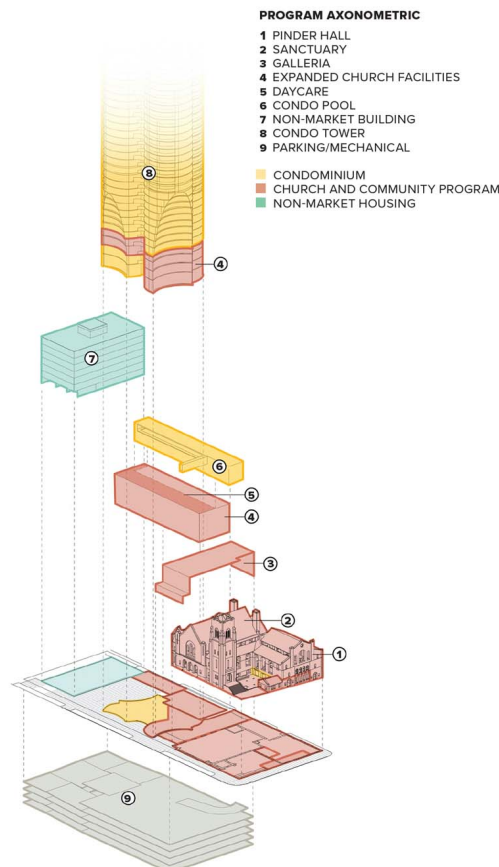 PROGRAM AXONOMETRIC
1 PINDER HALL
2 SANCTUARY
3 GALLERIA
4 EXPANDED CHURCH FACILITIES
5 DAYCARE
6 CONDO POOL
7 NON-MARKET BUILDING
8 CONDO TOWER
9 PARKING/MECHANICAL
CONDOMINIUM
CHURCH AND COMMUNITY PROGRAM
NON-MARKET HOUSING
8
4
7
6
5
4
3
2
1
9